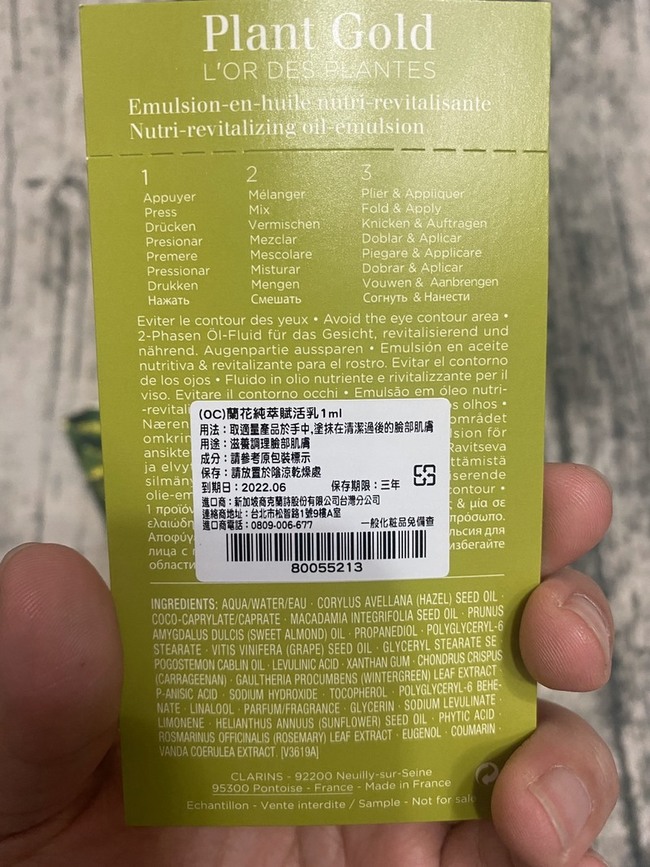 Plant Gold
L'OR DES PLANTES
Emulsion-en-huile nutri-revitalisante
Nutri-revitalizing oil-emulsion
1
Appuyer
Press
Drücken
Presionar
Premere
Pressionar
Drukken
Нажать
2
Mélanger
Mix
Vermischen
Mezclar
Mescolare
Misturar
Mengen
Смешать
3
Plier & Appliquer
Fold & Apply
Knicken & Auftragen
Doblar & Aplicar
Piegare & Applicare
Dobrar & Aplicar
Vouwen & Aanbrengen
Согнуть & Нанести
Eviter le contour des yeux • Avoid the eye contour area •
2-Phasen Öl-Fluid für das Gesicht, revitalisierend und
nährend. Augenpartie aussparen • Emulsión en aceite
nutritiva & revitalizante para el rostro. Evitar el contorno
de los ojos • Fluido in olio nutriente e rivitalizzante per il
viso. Evitare il contorno occhi • Emulsão em óleo nutri-
(OC)蘭花純萃賦活乳1ml
用法：取適量產品於手中,塗抹在清潔過後的臉部肌膚
用途：滋養調理臉部肌膚
成分：請參考原包裝標示
保存：請放置於陰涼乾燥處
到期日：2022.06 保存期限：三年
進口商：新加坡商克蘭詩股份有限公司台灣分公司
連絡商地址：台北市松智路1號9樓A室
進口商電話：0809-006-677 一般化粧品免備查
80055213
INGREDIENTS: AQUA/WATER/EAU · CORYLUS AVELLANA (HAZEL) SEED OIL ·
COCO-CAPRYLATE/CAPRATE · MACADAMIA INTEGRIFOLIA SEED OIL · PRUNUS
AMYGDALUS DULCIS (SWEET ALMOND) OIL · PROPANEDIOL · POLYGLYCERYL-6
STEARATE · VITIS VINIFERA (GRAPE) SEED OIL · GLYCERYL STEARATE SE ·
POGOSTEMON CABLIN OIL · LEVULINIC ACID · XANTHAN GUM · CHONDRUS CRISPUS
(CARRAGEENAN) · GAULTHERIA PROCUMBENS (WINTERGREEN) LEAF EXTRACT ·
P-ANISIC ACID · SODIUM HYDROXIDE · TOCOPHEROL · POLYGLYCERYL-6 BEHE-
NATE · LINALOOL · PARFUM/FRAGRANCE · GLYCERIN · SODIUM LEVULINATE ·
LIMONENE · HELIANTHUS ANNUUS (SUNFLOWER) SEED OIL · PHYTIC ACID ·
ROSMARINUS OFFICINALIS (ROSEMARY) LEAF EXTRACT · EUGENOL · COUMARIN ·
VANDA COERULEA EXTRACT. [V3619A]
CLARINS - 92200 Neuilly-sur-Seine
95300 Pontoise - France - Made in France
Echantillon - Vente interdite / Sample - Not for sale